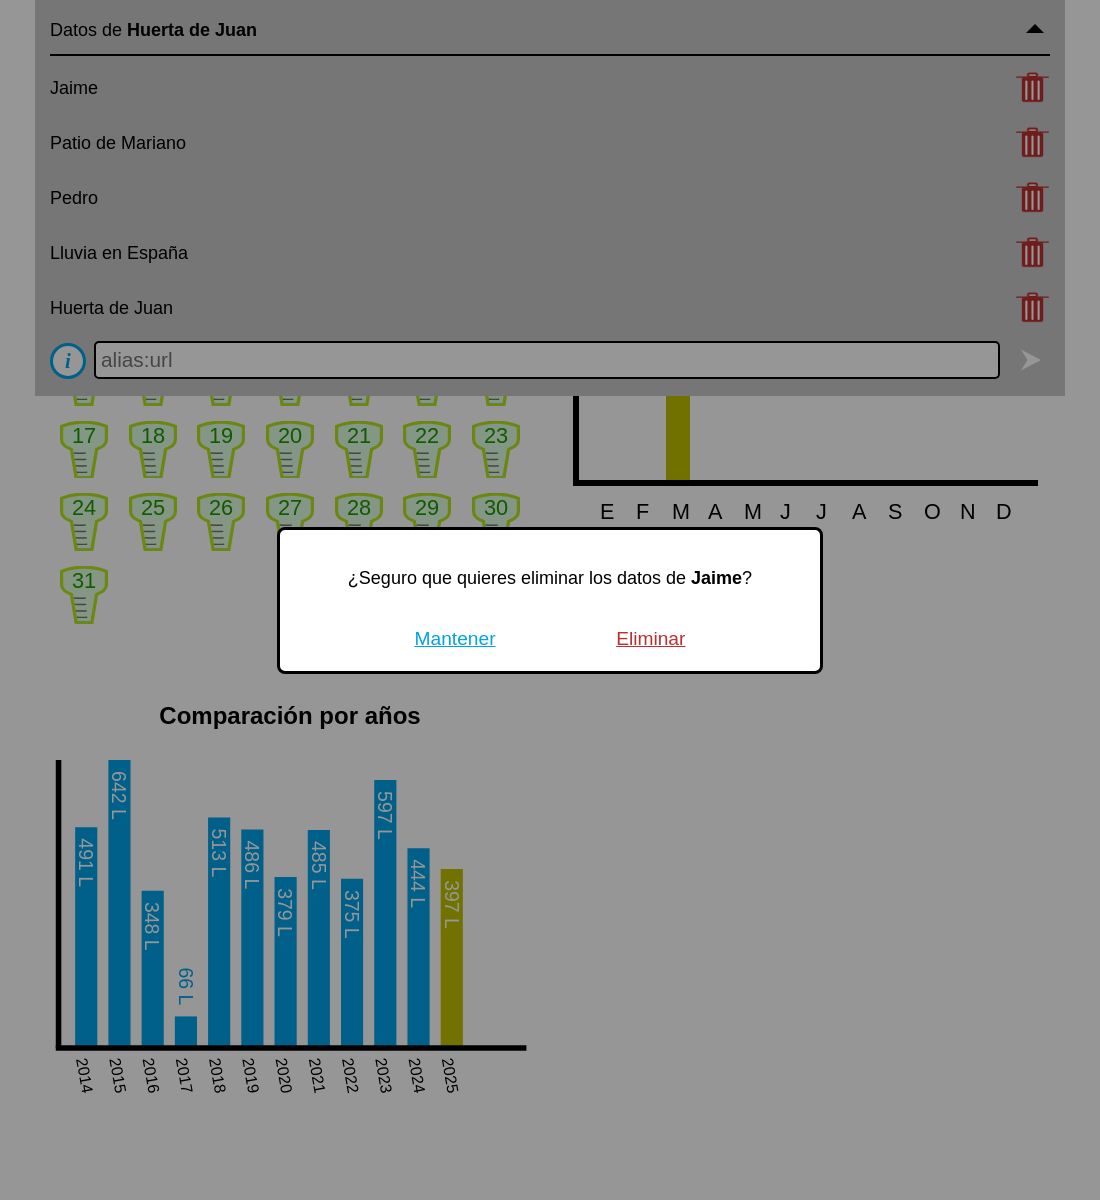 Datos de Huerta de Juan
Jaime
Patio de Mariano
Pedro
Lluvia en España
Huerta de Juan
i alias:url
17 18 19 20 21 22 23
24 25 26 27 28 29 30
31
E F M A M J J A S O N D
¿Seguro que quieres eliminar los datos de Jaime?
Mantener Eliminar
Comparación por años
491 L 642 L 348 L 66 L 513 L 486 L 379 L 485 L 375 L 597 L 444 L 397 L
2014 2015 2016 2017 2018 2019 2020 2021 2022 2023 2024 2025